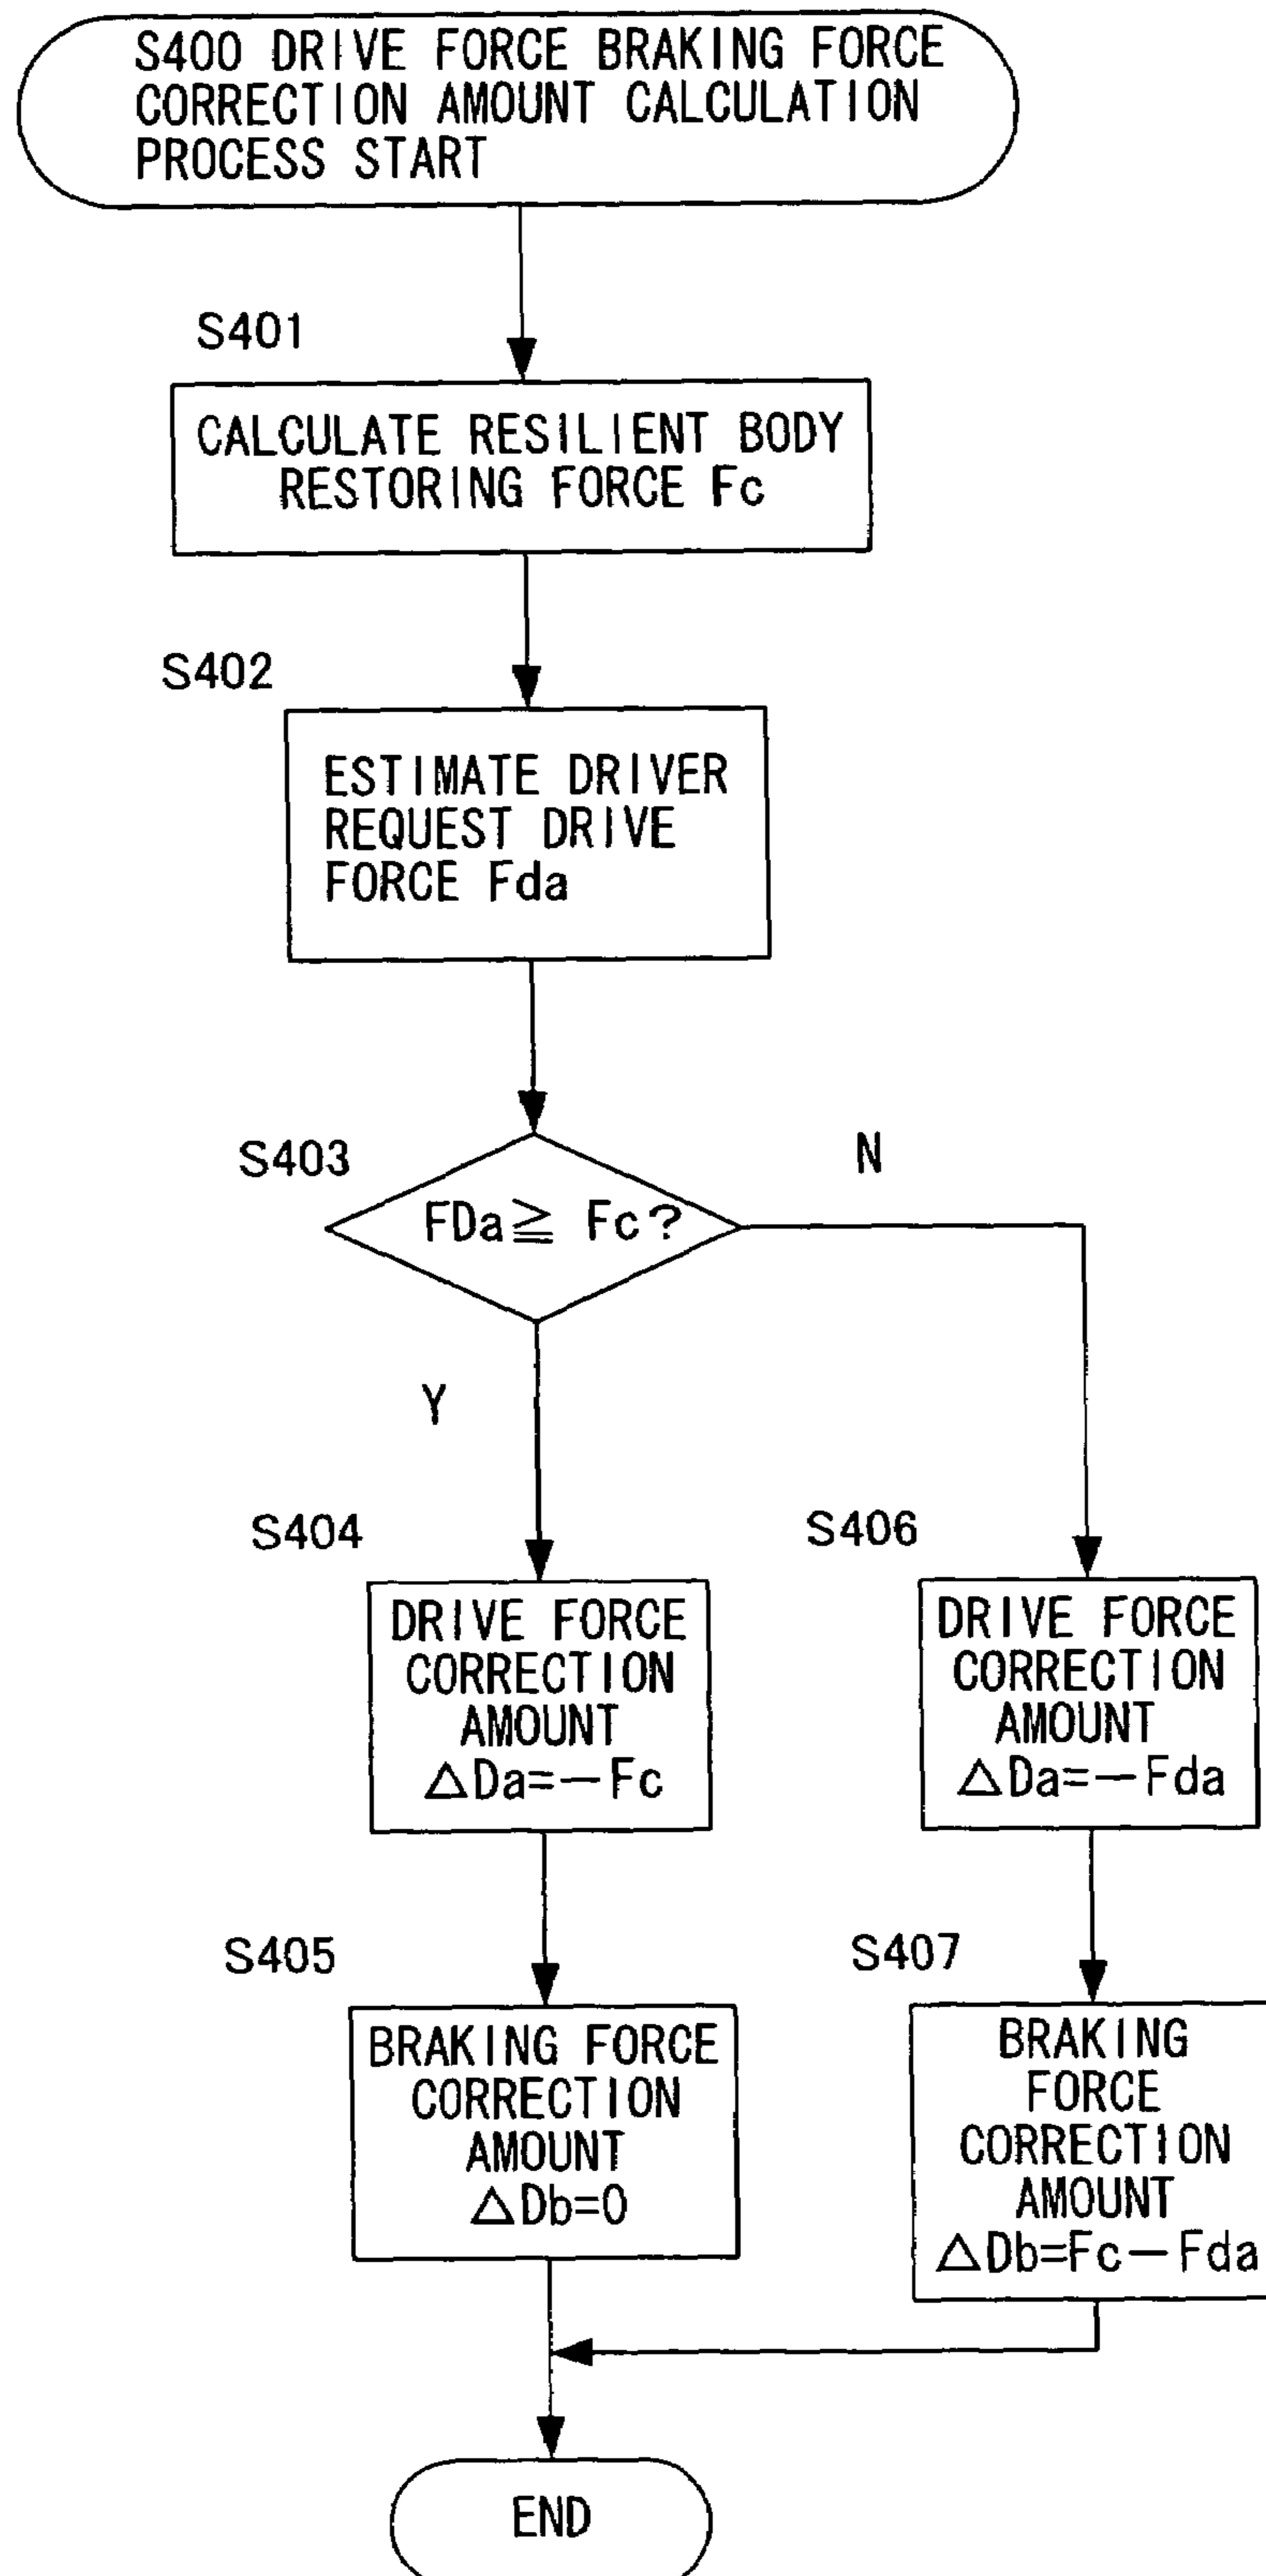 S400 DRIVE FORCE BRAKING FORCE
CORRECTION AMOUNT CALCULATION
PROCESS START
S401
CALCULATE RESILIENT BODY
RESTORING FORCE Fc
S402
ESTIMATE DRIVER
REQUEST DRIVE
FORCE Fda
S403
FDa≧ Fc?
N
Y
S404
DRIVE FORCE
CORRECTION
AMOUNT
△Da=−Fc
S406
DRIVE FORCE
CORRECTION
AMOUNT
△Da=−Fda
S405
BRAKING FORCE
CORRECTION
AMOUNT
△Db=0
S407
BRAKING
FORCE
CORRECTION
AMOUNT
△Db=Fc−Fda
END